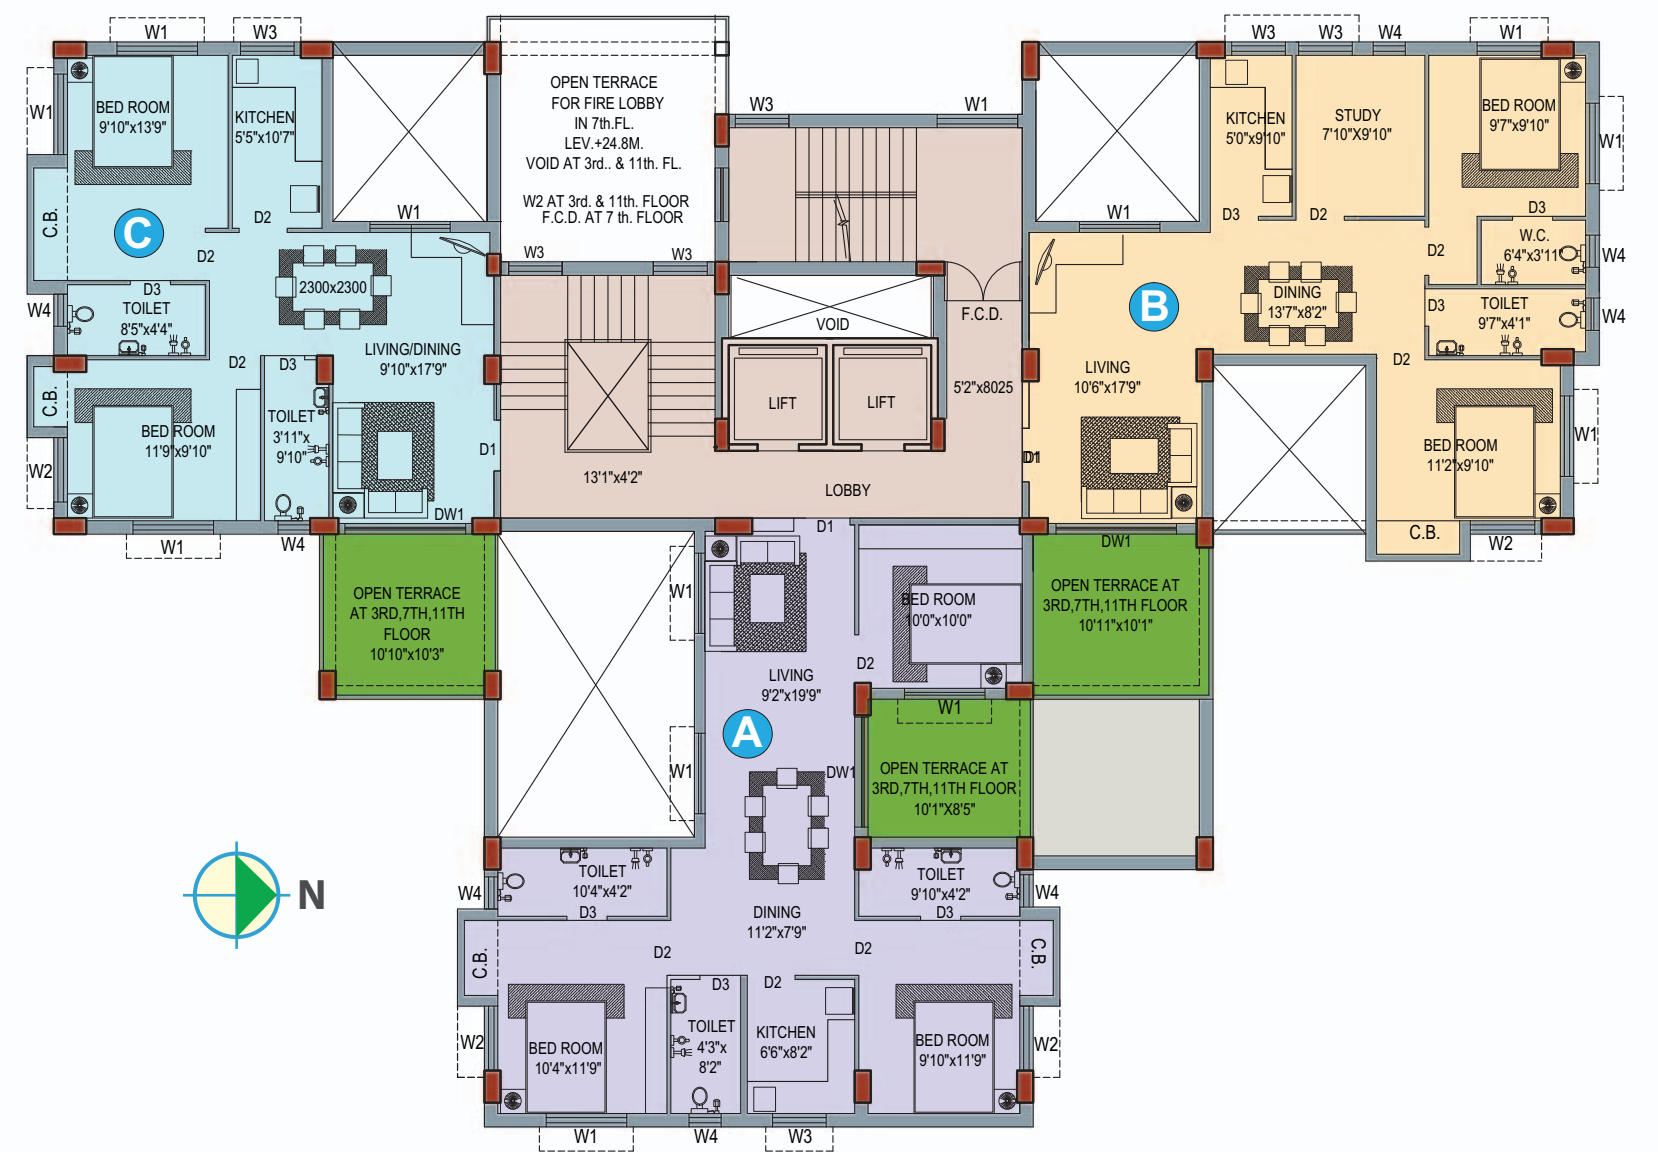 W1
W3
W3
W3
W4
W1
W1
BED ROOM
9'10"x13'9"
KITCHEN
5'5"x10'7"
C.B.
C
D2
D2
W1
OPEN TERRACE
FOR FIRE LOBBY
IN 7th.FL.
LEV.+24.8M.
VOID AT 3rd.. & 11th. FL.
W2 AT 3rd. & 11th. FLOOR
F.C.D. AT 7 th. FLOOR
W3
W3
W3
W1
W1
KITCHEN
5'0"x9'10"
STUDY
7'10"X9'10"
BED ROOM
9'7"x9'10"
W1
D3
D2
D3
D2
W.C.
6'4"x3'11
W4
W4
D3
TOILET
8'5"x4'4"
2300x2300
LIVING/DINING
9'10"x17'9"
D2
D3
C.B.
BED ROOM
11'9"x9'10"
TOILET
3'11"x
9'10"
D1
W2
DW1
W1
W4
VOID
LIFT
LIFT
F.C.D.
5'2"x8025
13'1"x4'2"
LOBBY
B
DINING
13'7"x8'2"
D3
TOILET
9'7"x4'1"
W4
D2
LIVING
10'6"x17'9"
D1
BED ROOM
11'2"x9'10"
W1
C.B.
W2
DW1
OPEN TERRACE
AT 3RD,7TH,11TH
FLOOR
10'10"x10'3"
D1
W1
BED ROOM
10'0"x10'0"
D2
OPEN TERRACE AT
3RD,7TH,11TH FLOOR
10'11"x10'1"
LIVING
9'2"x19'9"
W1
A
W1
DW1
OPEN TERRACE AT
3RD,7TH,11TH FLOOR
10'1"X8'5"
N
W4
TOILET
10'4"x4'2"
D3
TOILET
9'10"x4'2"
D3
W4
DINING
11'2"x7'9"
C.B.
D2
D2
C.B.
D3
D2
W2
BED ROOM
10'4"x11'9"
TOILET
4'3"x
8'2"
KITCHEN
6'6"x8'2"
BED ROOM
9'10"x11'9"
W2
W1
W4
W3